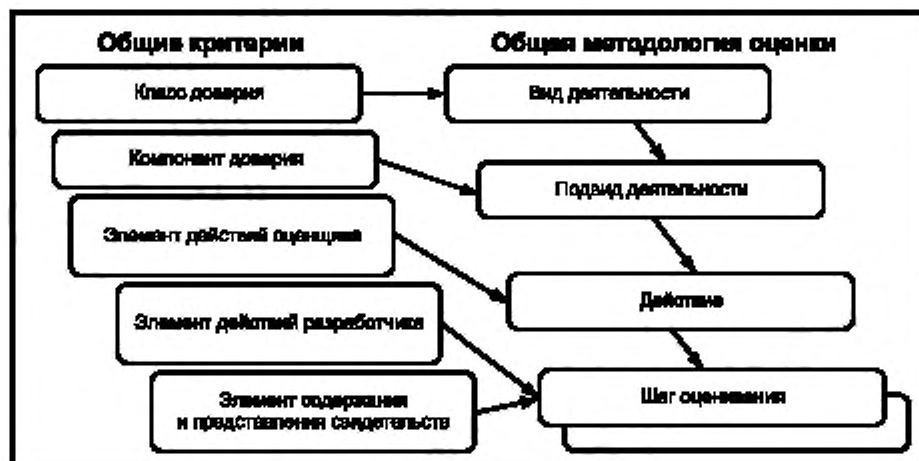 Общие критерии
Общая методология оценки
Класс доверия
Вид деятельности
Компонент доверия
Подвид деятельности
Элемент действий оценщика
Действие
Элемент действий разработчика
Шаг оценивания
Элемент содержания
и представления свидетельств